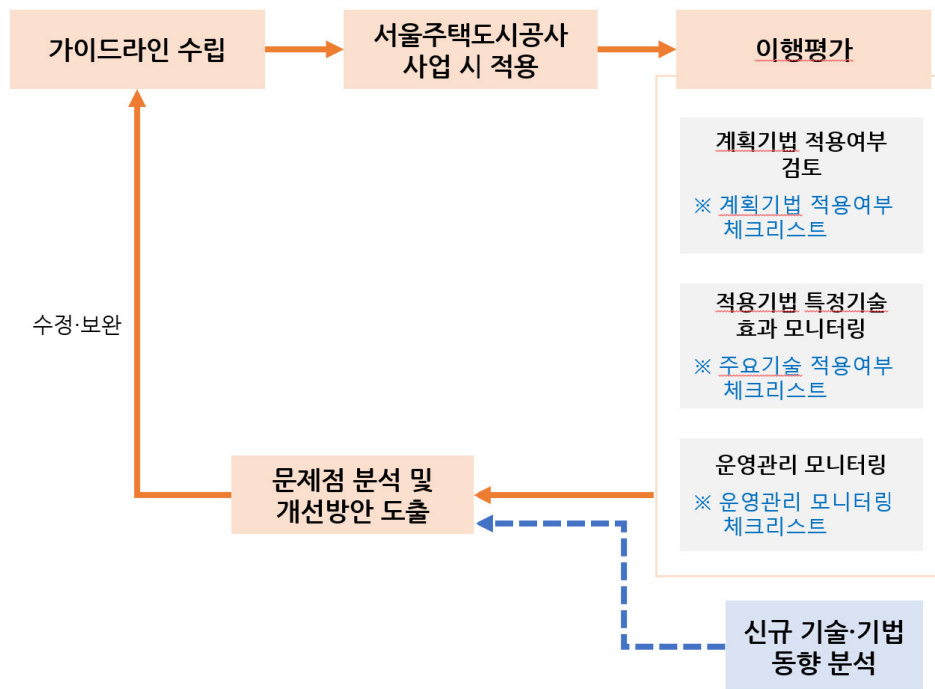 가이드라인 수립
서울주택도시공사
사업 시 적용
이행평가
계획기법 적용여부
검토
※ 계획기법 적용여부
체크리스트
적용기법 특정기술
효과 모니터링
※ 주요기술 적용여부
체크리스트
운영관리 모니터링
※ 운영관리 모니터링
체크리스트
수정·보완
문제점 분석 및
개선방안 도출
신규 기술·기법
동향 분석